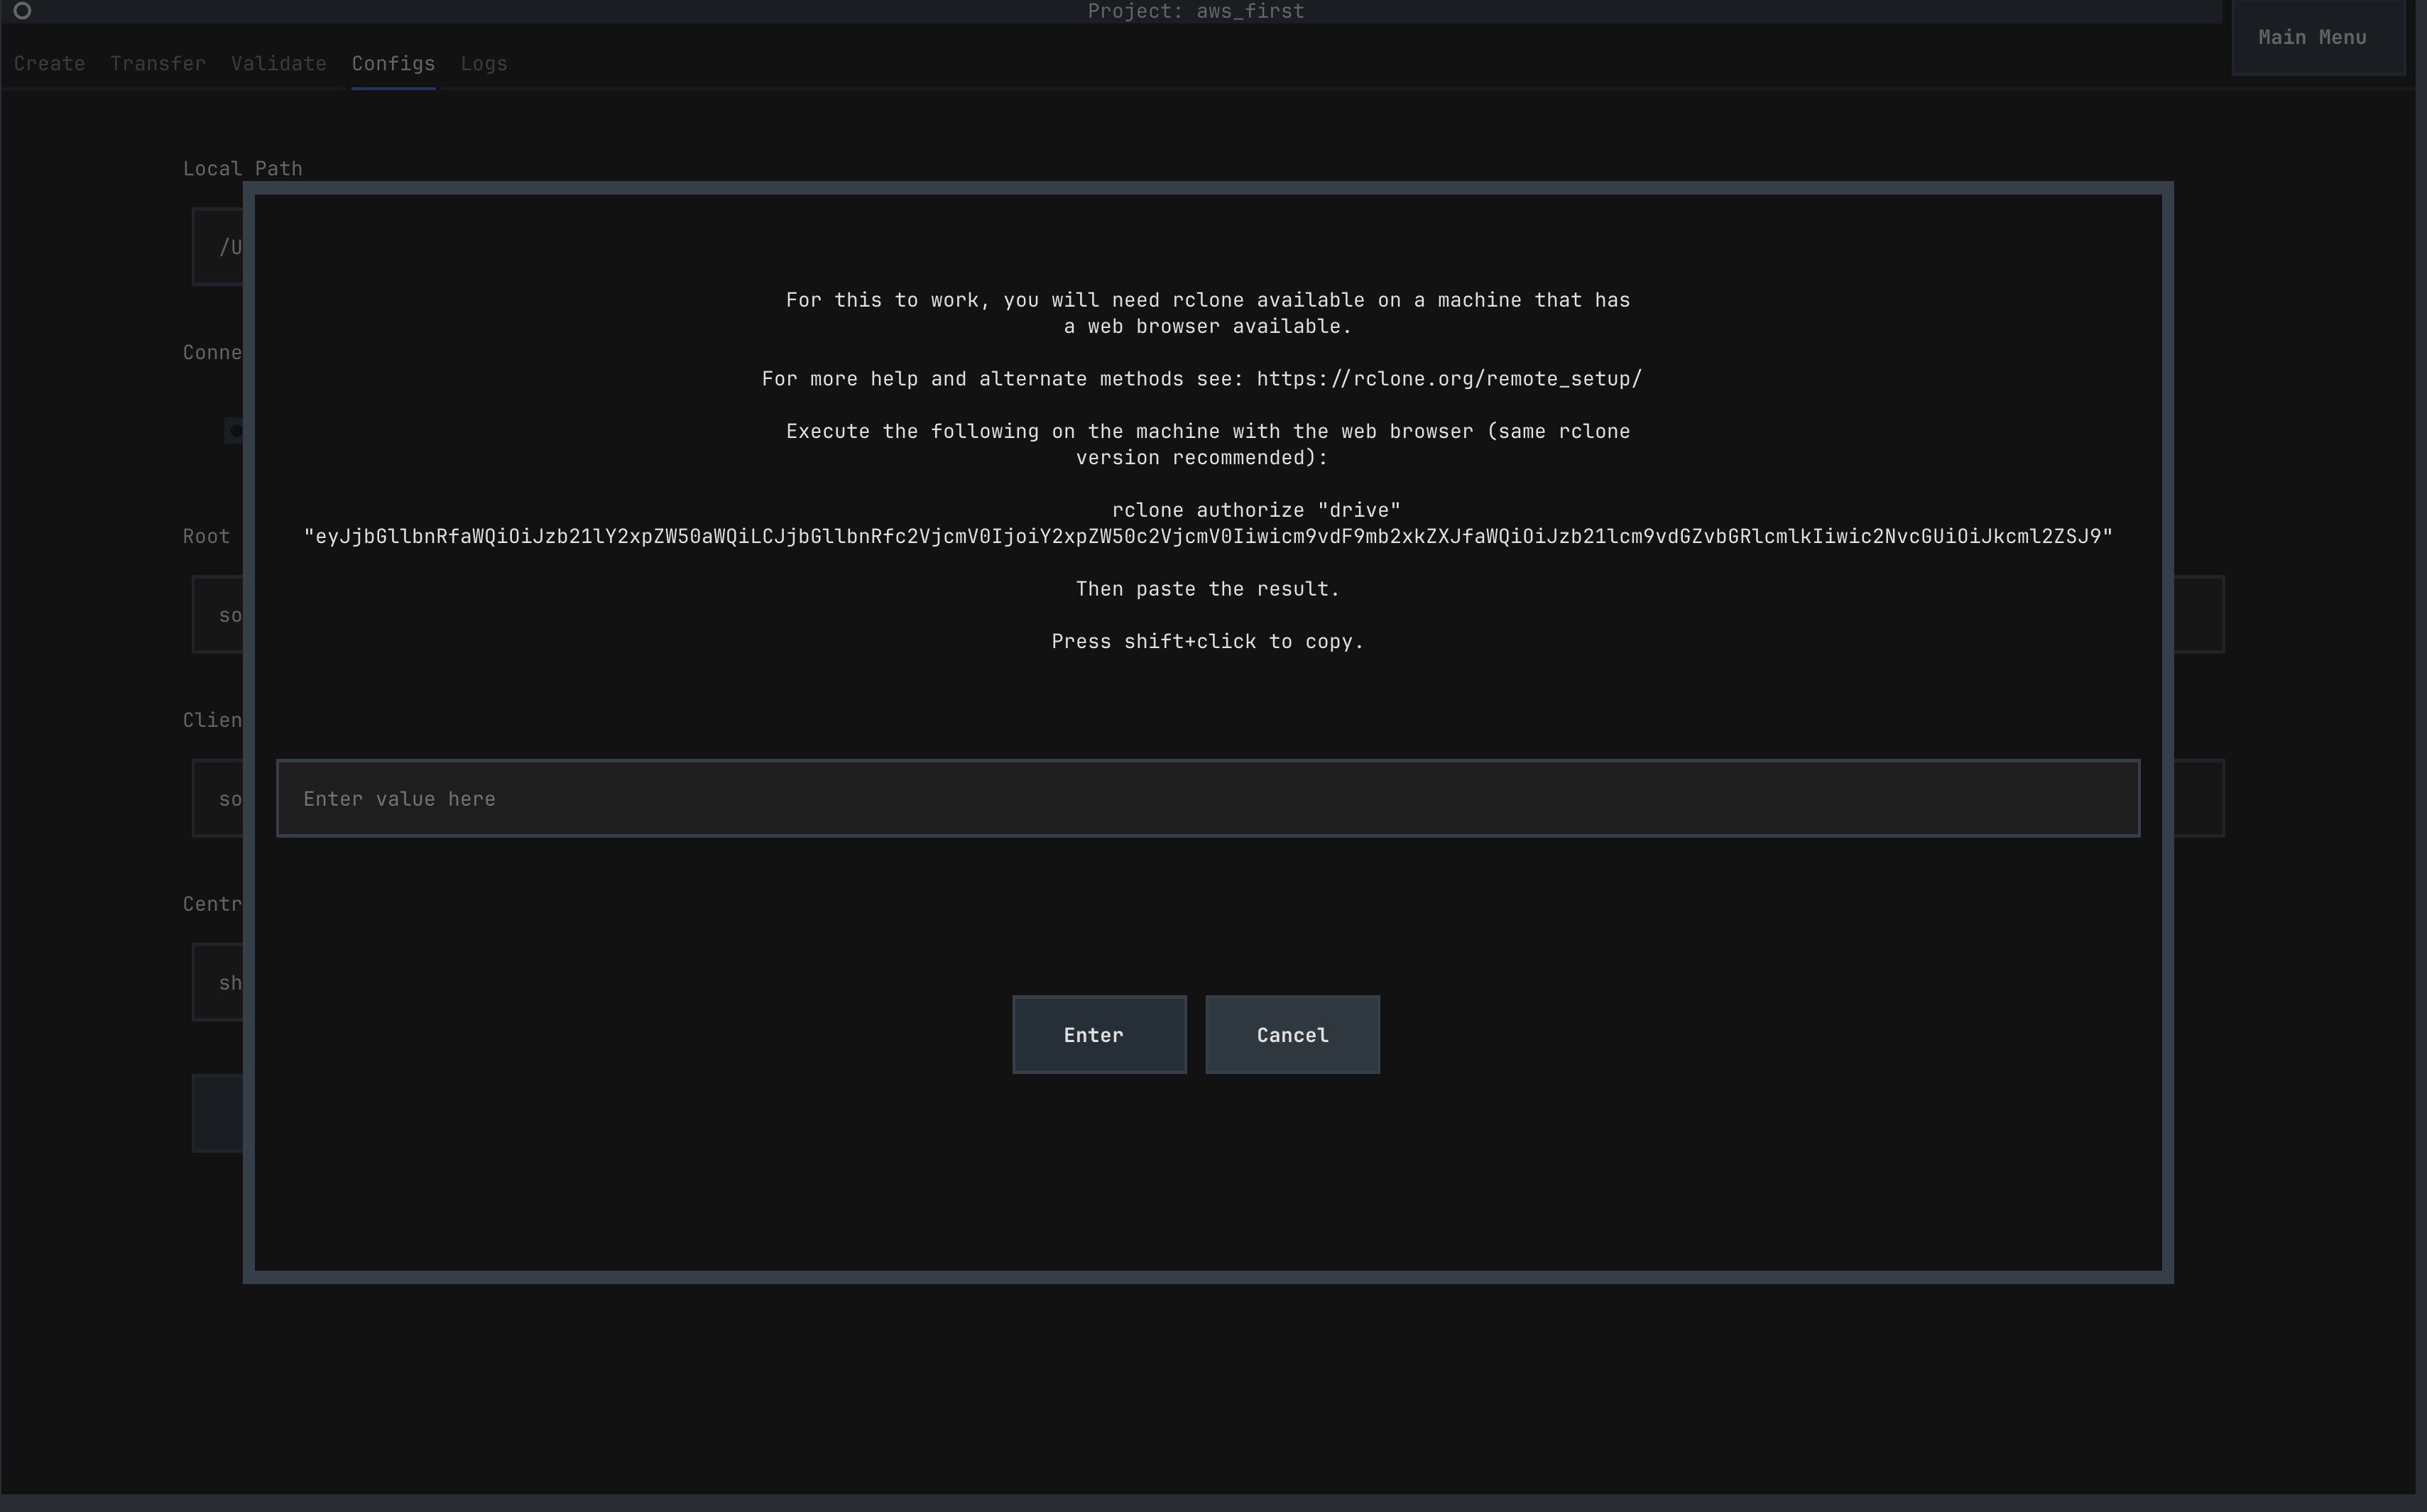 Project: aws_first
Main Menu
Create Transfer Validate Configs Logs
Local Path
/U
Conne
For this to work, you will need rclone available on a machine that has
a web browser available.
For more help and alternate methods see: https://rclone.org/remote_setup/
Execute the following on the machine with the web browser (same rclone
version recommended):
rclone authorize "drive"
Root
"eyJjbGllbnRfaWQiOiJzb21lY2xpZW50aWQiLCJjbGllbnRfc2VjcmV0IjoiY2xpZW50c2VjcmV0Iiwicm9vdF9mb2xkZXJfaWQiOiJzb21lcm9vdGZvbGRlcmlkIiwic2NvcGUiOiJkcml2ZSJ9"
Then paste the result.
so
Press shift+click to copy.
Clien
so
Enter value here
Centr
sh
Enter Cancel